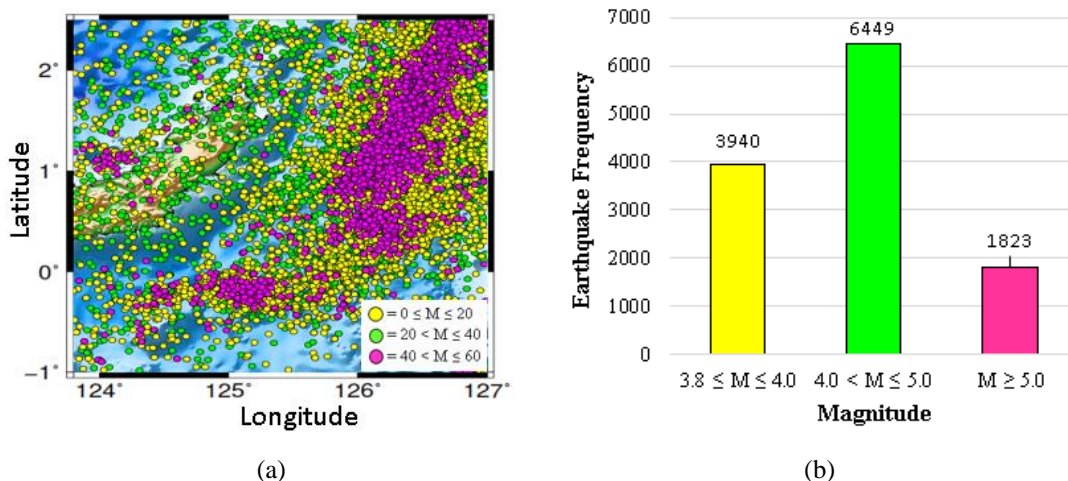 Latitude
2°
1°
0°
−1°
124°
125°
126°
127°
Longitude
= 0 ≤ M ≤ 20
= 20 < M ≤ 40
= 40 < M ≤ 60
(a)
Earthquake Frequency
7000
6000
5000
4000
3000
2000
1000
0
3940
6449
1823
3.8 ≤ M ≤ 4.0
4.0 < M ≤ 5.0
M ≥ 5.0
Magnitude
(b)